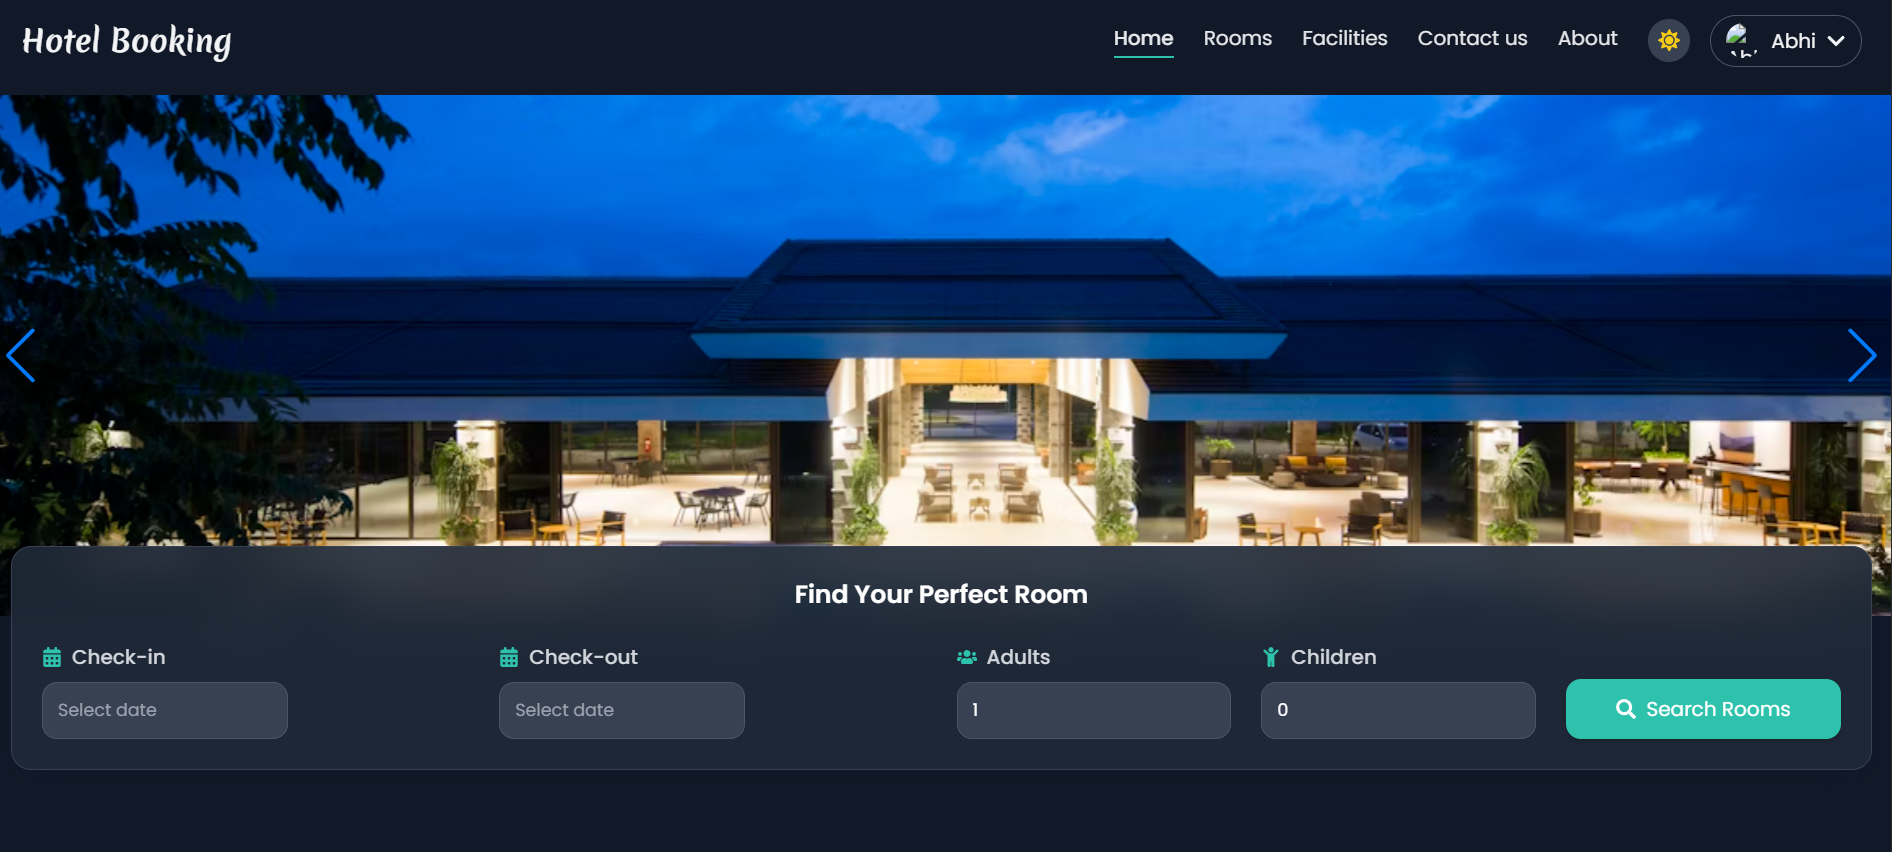 Hotel Booking
Home Rooms Facilities Contact us About Abhi
Find Your Perfect Room
Check-in Check-out Adults Children
Select date Select date 1 0 Search Rooms